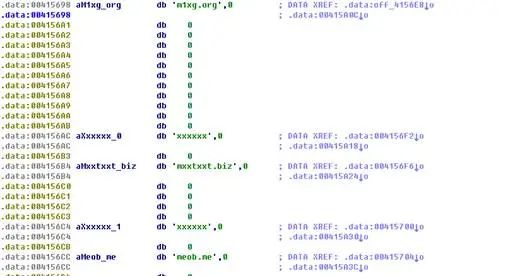 .data:00415698 aM1xg_org db 'm1xg.org',0 ; DATA XREF: .data:off_4156E8↓o
.data:00415698 ; .data:00415A0C↓o
.data:004156A1 db 0
.data:004156A2 db 0
.data:004156A3 db 0
.data:004156A4 db 0
.data:004156A5 db 0
.data:004156A6 db 0
.data:004156A7 db 0
.data:004156A8 db 0
.data:004156A9 db 0
.data:004156AA db 0
.data:004156AB db 0
.data:004156AC aXxxxxx_0 db 'xxxxxx',0 ; DATA XREF: .data:004156F2↓o
.data:004156AC ; .data:00415A18↓o
.data:004156B3 db 0
.data:004156B4 aMxxtxxt_biz db 'mxxtxxt.biz',0 ; DATA XREF: .data:004156F6↓o
.data:004156B4 ; .data:00415A24↓o
.data:004156C0 db 0
.data:004156C1 db 0
.data:004156C2 db 0
.data:004156C3 db 0
.data:004156C4 aXxxxxx_1 db 'xxxxxx',0 ; DATA XREF: .data:00415700↓o
.data:004156C4 ; .data:00415A30↓o
.data:004156CB db 0
.data:004156CC aMeob_me db 'meob.me',0 ; DATA XREF: .data:00415704↓o
.data:004156CC ; .data:00415A3C↓o